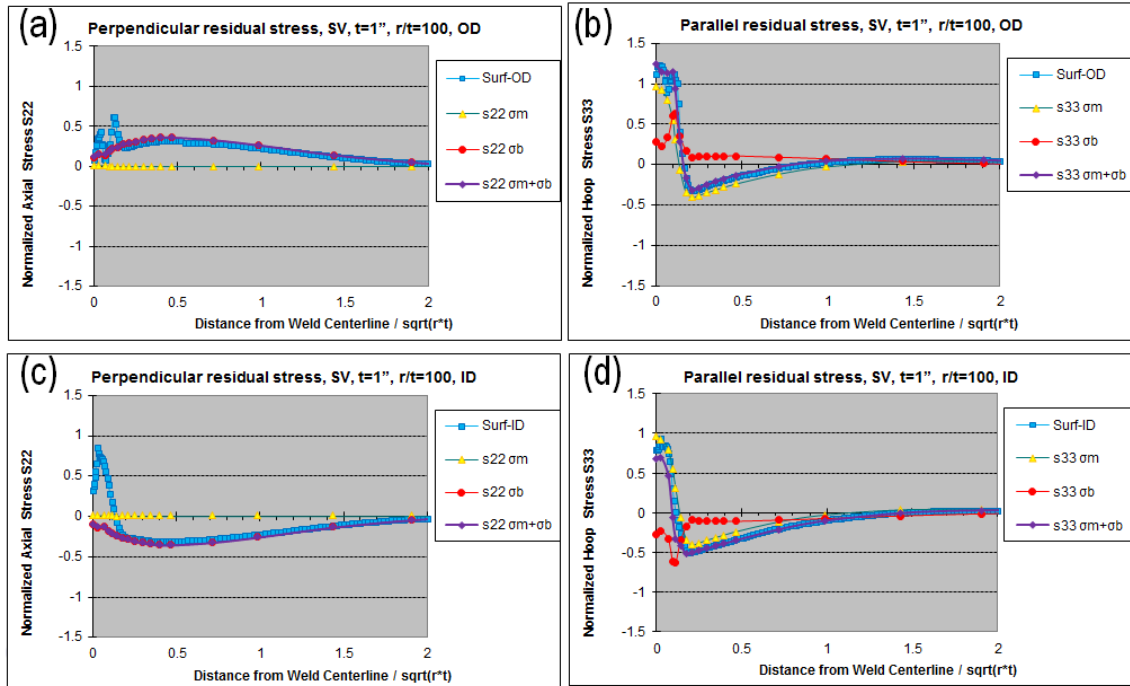 (a)
Perpendicular residual stress, SV, t=1”, r/t=100, OD
Normalized Axial Stress S22
1.5
1
0.5
0
-0.5
-1
-1.5
0 0.5 1 1.5 2
Distance from Weld Centerline / sqrt(r*t)
Surf-OD
s22 σm
s22 σb
s22 σm+σb
(b)
Parallel residual stress, SV, t=1”, r/t=100, OD
Normalized Hoop Stress S33
1.5
1
0.5
0
-0.5
-1
-1.5
0 0.5 1 1.5 2
Distance from Weld Centerline / sqrt(r*t)
Surf-OD
s33 σm
s33 σb
s33 σm+σb
(c)
Perpendicular residual stress, SV, t=1”, r/t=100, ID
Normalized Axial Stress S22
1.5
1
0.5
0
-0.5
-1
-1.5
0 0.5 1 1.5 2
Distance from Weld Centerline / sqrt(r*t)
Surf-ID
s22 σm
s22 σb
s22 σm+σb
(d)
Parallel residual stress, SV, t=1”, r/t=100, ID
Normalized Hoop Stress S33
1.5
1
0.5
0
-0.5
-1
-1.5
0 0.5 1 1.5 2
Distance from Weld Centerline / sqrt(r*t)
Surf-ID
s33 σm
s33 σb
s33 σm+σb